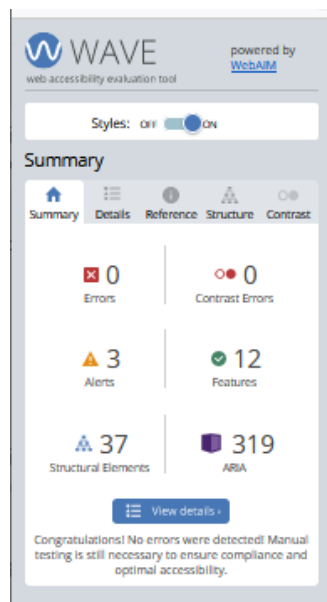 WAVE
web accessibility evaluation tool
powered by
WebAIM
Styles: OFF ON
Summary
Summary Details Reference Structure Contrast
0 0
Errors Contrast Errors
3 12
Alerts Features
37 319
Structural Elements ARIA
View details ›
Congratulations! No errors were detected! Manual
testing is still necessary to ensure compliance and
optimal accessibility.